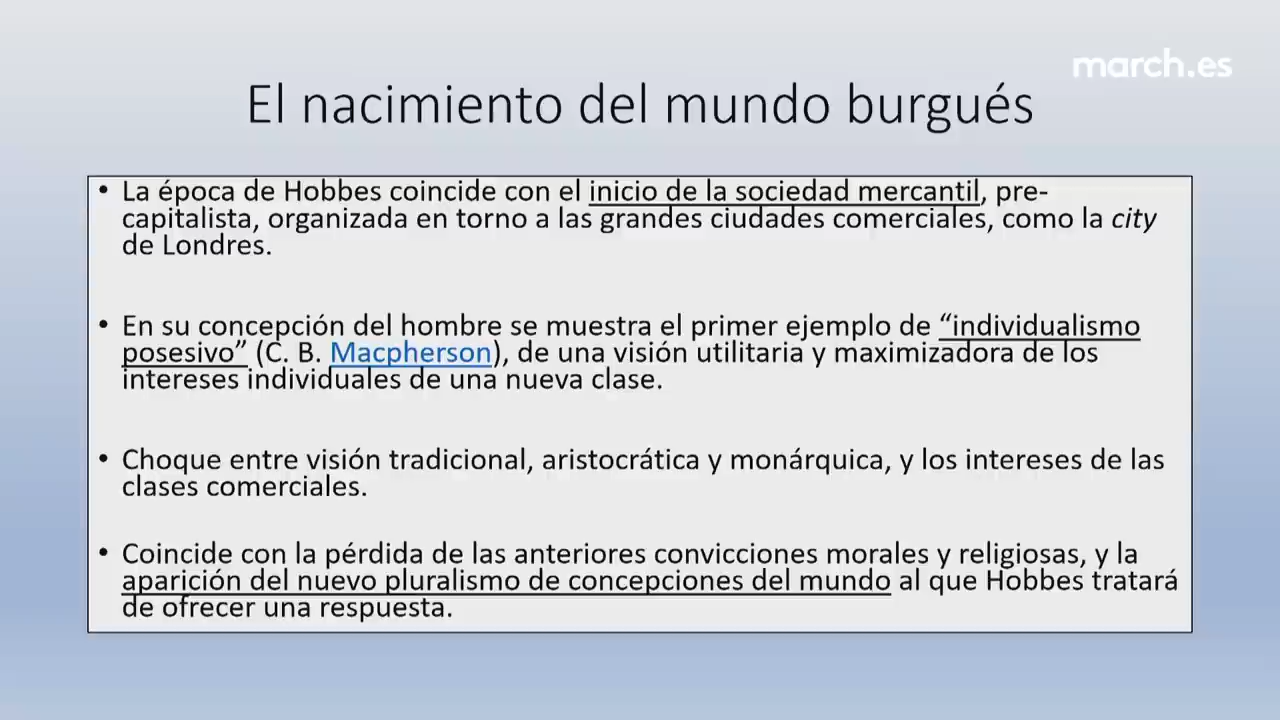 march.es
El nacimiento del mundo burgués
• La época de Hobbes coincide con el inicio de la sociedad mercantil, pre-
capitalista, organizada en torno a las grandes ciudades comerciales, como la city
de Londres.
• En su concepción del hombre se muestra el primer ejemplo de “individualismo
posesivo” (C. B. Macpherson), de una visión utilitaria y maximizadora de los
intereses individuales de una nueva clase.
• Choque entre visión tradicional, aristocrática y monárquica, y los intereses de las
clases comerciales.
• Coincide con la pérdida de las anteriores convicciones morales y religiosas, y la
aparición del nuevo pluralismo de concepciones del mundo al que Hobbes tratará
de ofrecer una respuesta.